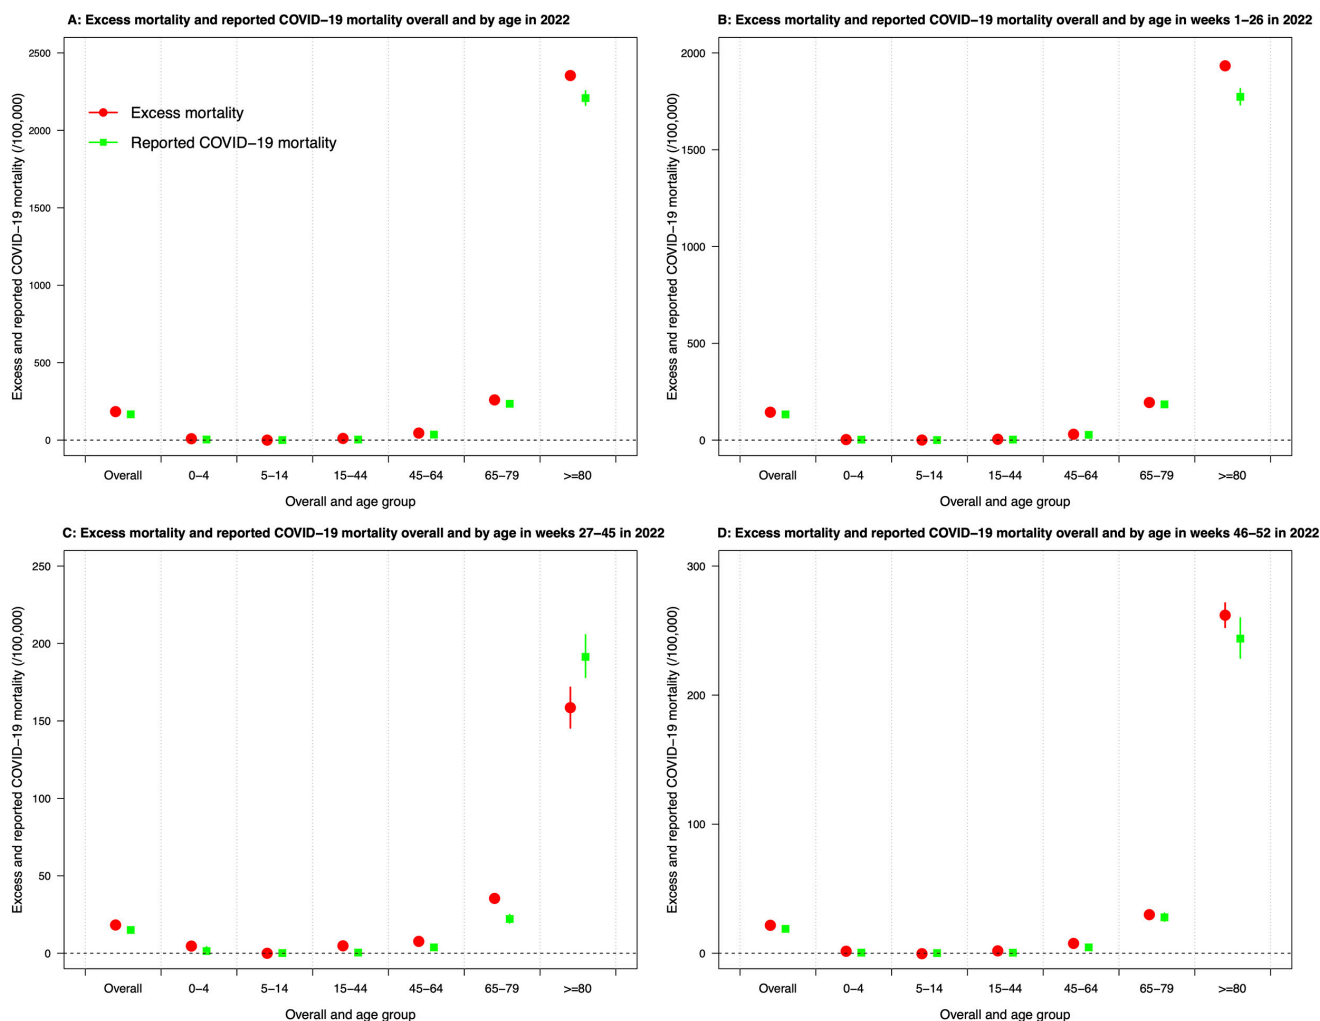 A: Excess mortality and reported COVID−19 mortality overall and by age in 2022
Excess and reported COVID−19 mortality (/100,000)
2500
2000
1500
1000
500
0
Excess mortality
Reported COVID−19 mortality
Overall 0−4 5−14 15−44 45−64 65−79 >=80
Overall and age group
B: Excess mortality and reported COVID−19 mortality overall and by age in weeks 1−26 in 2022
Excess and reported COVID−19 mortality (/100,000)
2000
1500
1000
500
0
Overall 0−4 5−14 15−44 45−64 65−79 >=80
Overall and age group
C: Excess mortality and reported COVID−19 mortality overall and by age in weeks 27−45 in 2022
Excess and reported COVID−19 mortality (/100,000)
250
200
150
100
50
0
Overall 0−4 5−14 15−44 45−64 65−79 >=80
Overall and age group
D: Excess mortality and reported COVID−19 mortality overall and by age in weeks 46−52 in 2022
Excess and reported COVID−19 mortality (/100,000)
300
200
100
0
Overall 0−4 5−14 15−44 45−64 65−79 >=80
Overall and age group